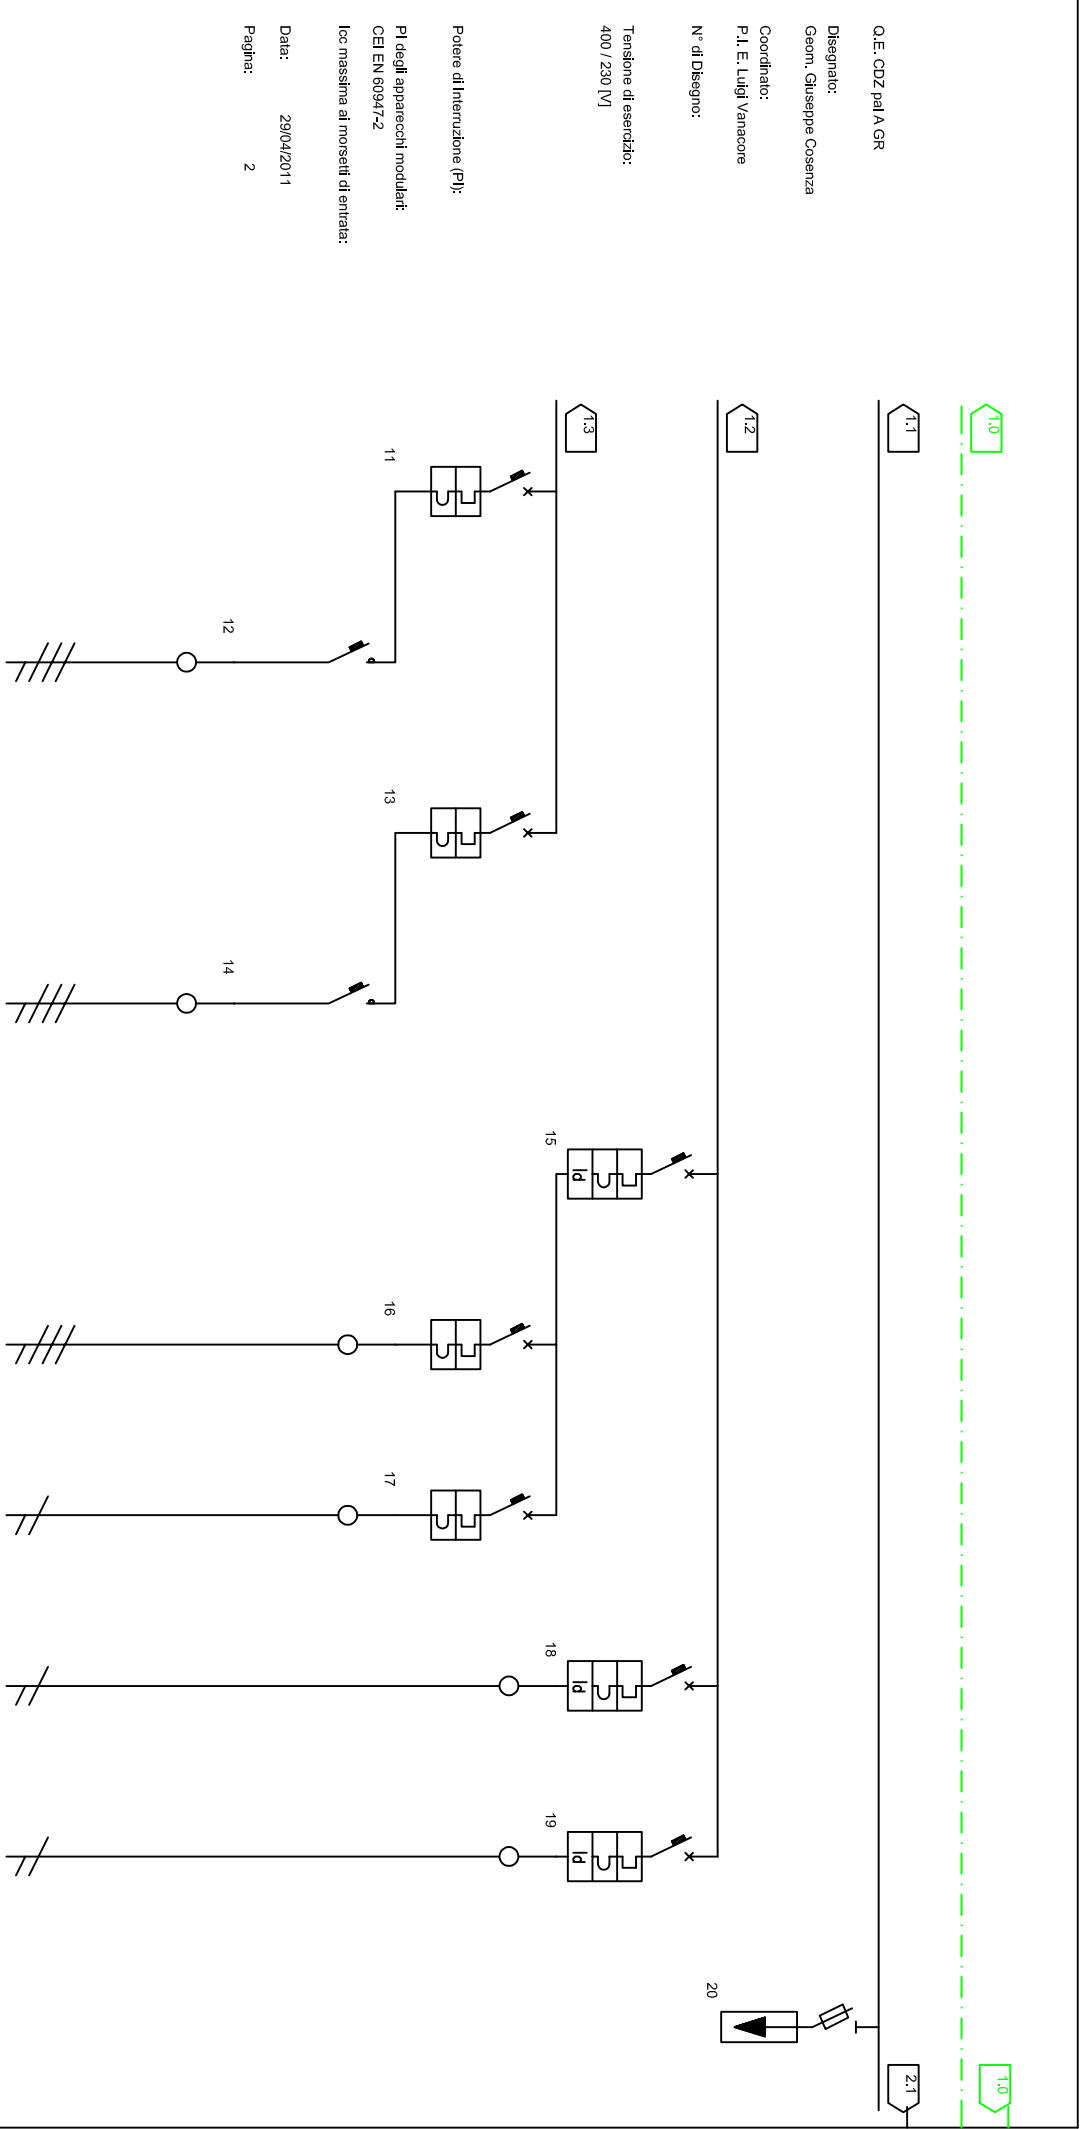 Q.E. CDZ pal A GR
Disegnato:
Geom. Giuseppe Cosenza
Coordinato:
P.I. E. Luigi Vanacore
N° di Disegno:
Tensione di esercizio:
400 / 230 [V]
Potere di Interruzione (PI):
PI degli apparecchi modulari:
CEI EN 60947-2
Icc massima ai morsetti di entrata:
Data: 29/04/2011
Pagina: 2
1.0
1.0
1.1
2.1
1.2
1.3
11
12
13
14
15
Id
16
17
18
Id
19
Id
20